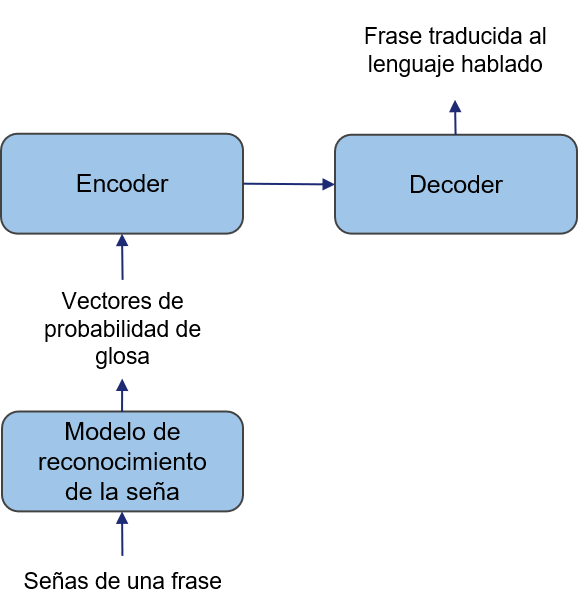 Frase traducida al
lenguaje hablado
Encoder
Decoder
Vectores de
probabilidad de
glosa
Modelo de
reconocimiento
de la seña
Señas de una frase